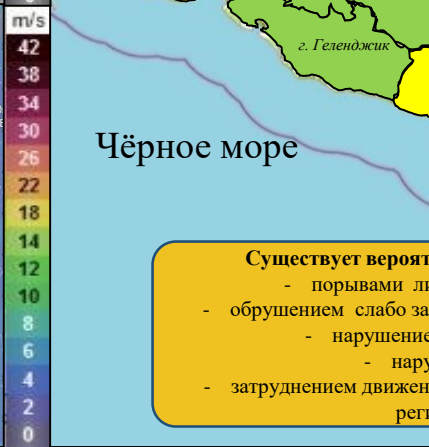 m/s
42
38
34
30
26
22
18
14
12
10
8
6
4
2
0
г. Геленджик
Чёрное море
Существует вероят
- порывами ли
- обрушением слабо за
- нарушение
- нару
- затруднением движен
реги